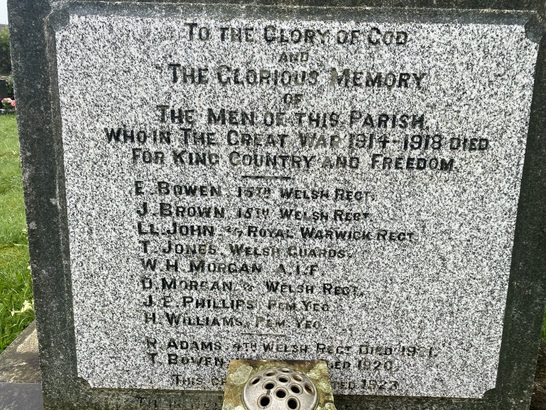 TO THE GLORY OF GOD
AND
THE GLORIOUS MEMORY
OF
THE MEN OF THIS PARISH.
WHO IN THE GREAT WAR 1914-1918 DIED
FOR KING COUNTRY AND FREEDOM.
E. BOWEN, 15TH WELSH REGT.
J. BROWN, 15TH WELSH REGT.
LL. JOHN, ROYAL WARWICK REGT.
T. JONES, WELSH GUARDS.
W. H. MORGAN A.I.F.
D. MORGAN WELSH REGT.
J. E. PHILLIPS PEM. YEO.
H. WILLIAMS, PEM. YEO.
ADAMS, 4TH WELSH REGT DIED
T. BOWEN 1920
THIS 1923